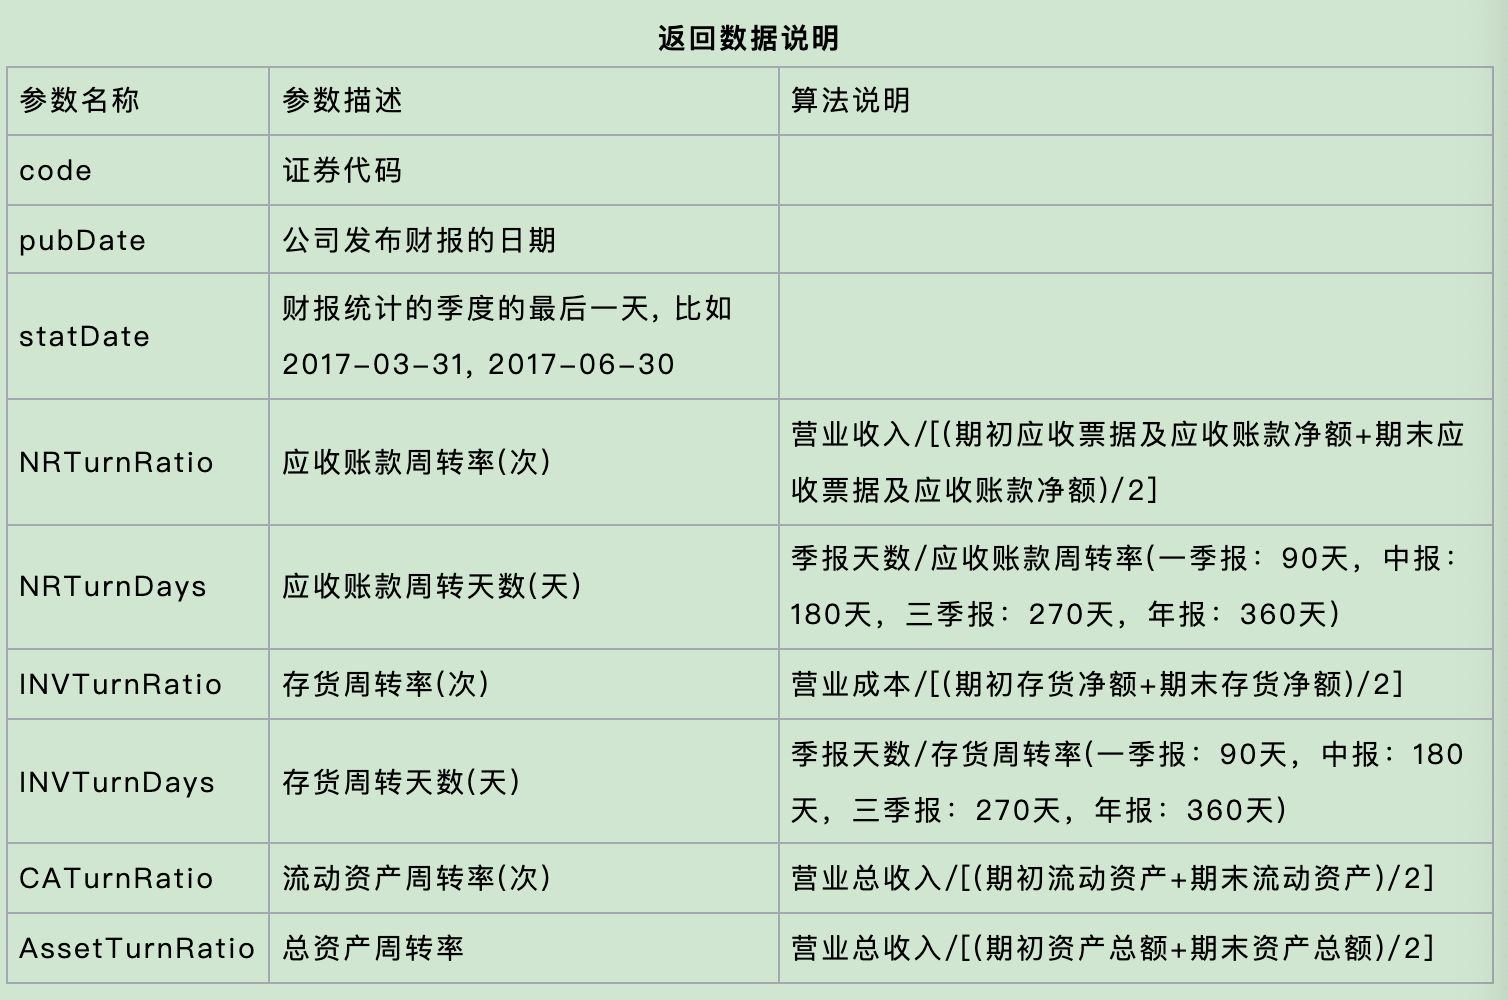 返回数据说明
参数名称
参数描述
算法说明
code
证券代码
pubDate
公司发布财报的日期
statDate
财报统计的季度的最后一天, 比如
2017-03-31, 2017-06-30
NRTurnRatio
应收账款周转率(次)
营业收入/[(期初应收票据及应收账款净额+期末应
收票据及应收账款净额)/2]
NRTurnDays
应收账款周转天数(天)
季报天数/应收账款周转率(一季报：90天，中报：
180天，三季报：270天，年报：360天)
INVTurnRatio
存货周转率(次)
营业成本/[(期初存货净额+期末存货净额)/2]
INVTurnDays
存货周转天数(天)
季报天数/存货周转率(一季报：90天，中报：180
天，三季报：270天，年报：360天)
CATurnRatio
流动资产周转率(次)
营业总收入/[(期初流动资产+期末流动资产)/2]
AssetTurnRatio
总资产周转率
营业总收入/[(期初资产总额+期末资产总额)/2]